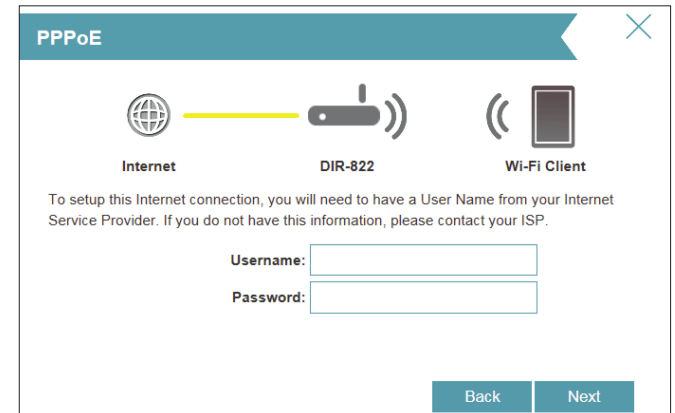 PPPoE
Internet
DIR-822
Wi-Fi Client
To setup this Internet connection, you will need to have a User Name from your Internet
Service Provider. If you do not have this information, please contact your ISP.
Username:
Password:
Back
Next